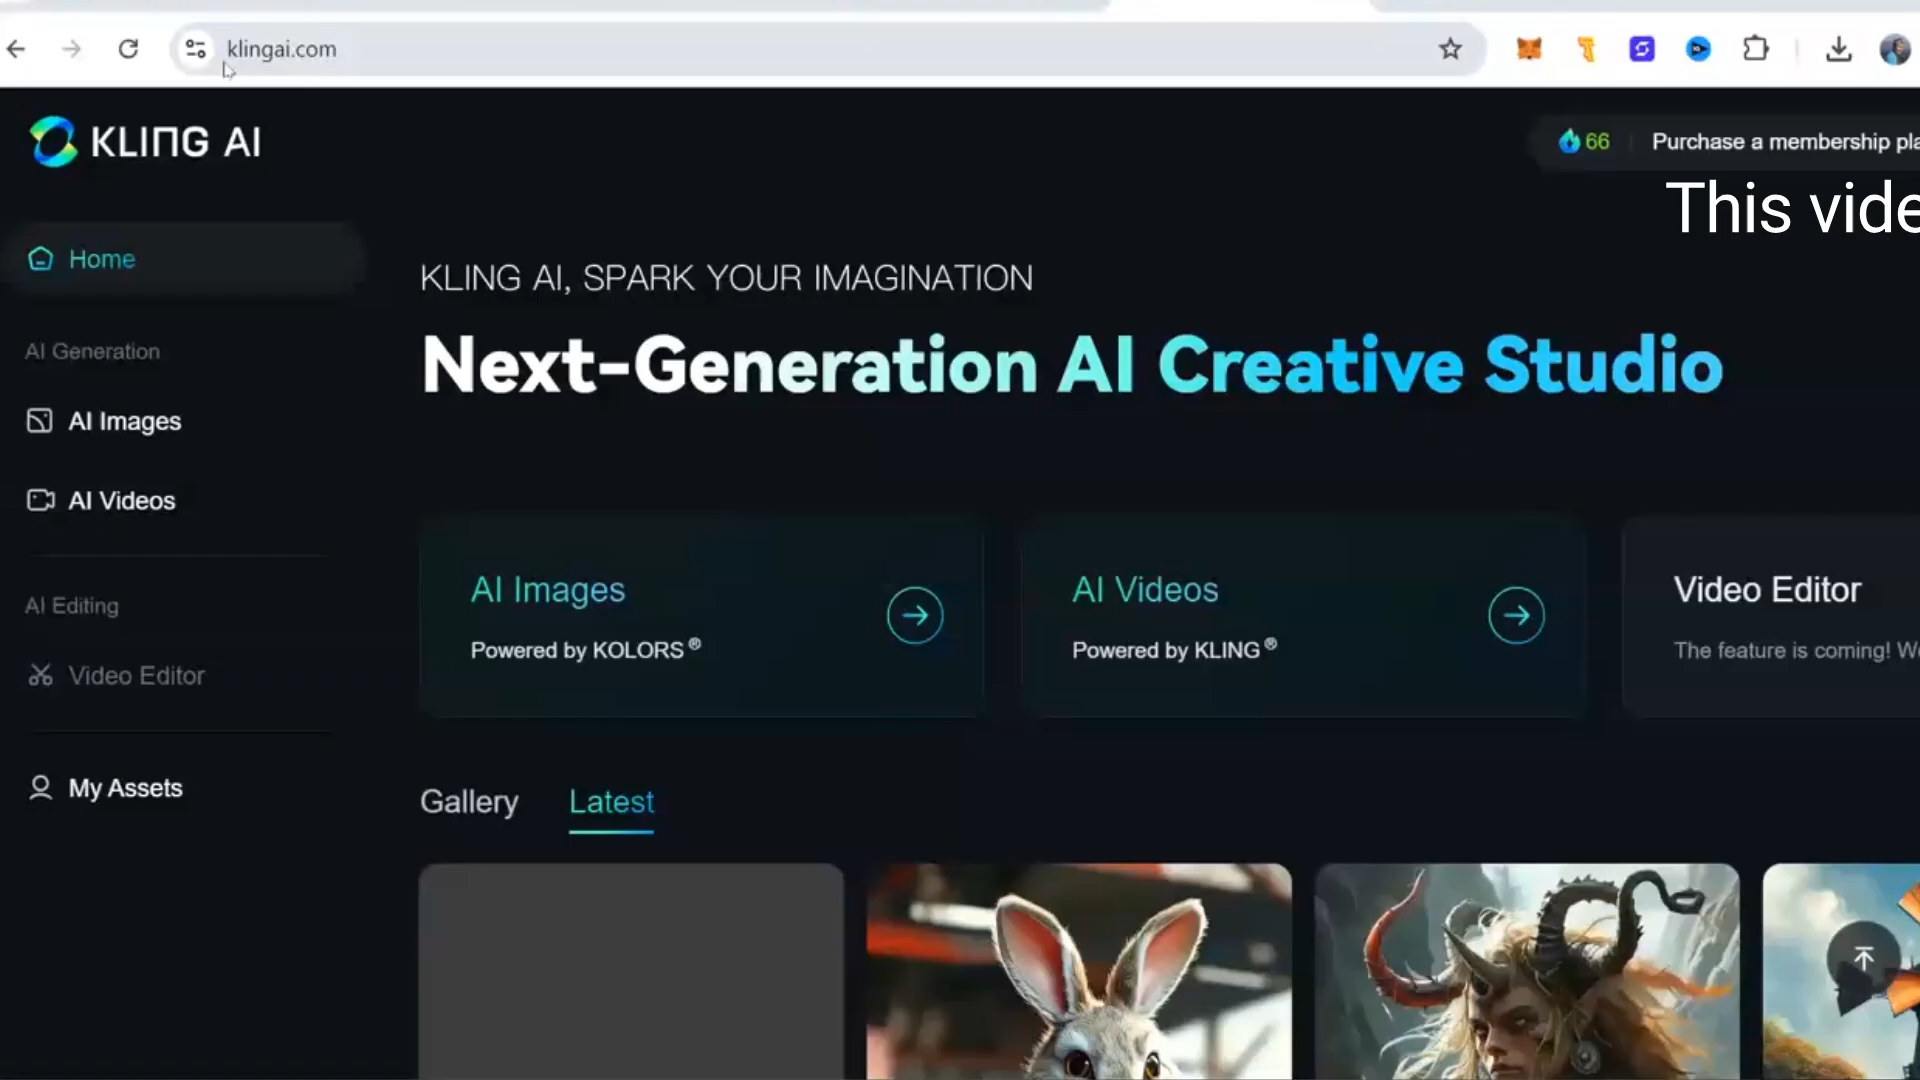 klingai.com
KLING AI
66 Purchase a membership pla
This vide
Home
KLING AI, SPARK YOUR IMAGINATION
Next-Generation AI Creative Studio
AI Generation
AI Images
AI Videos
AI Editing
Video Editor
My Assets
AI Images
Powered by KOLORS®
AI Videos
Powered by KLING®
Video Editor
The feature is coming! We
Gallery Latest